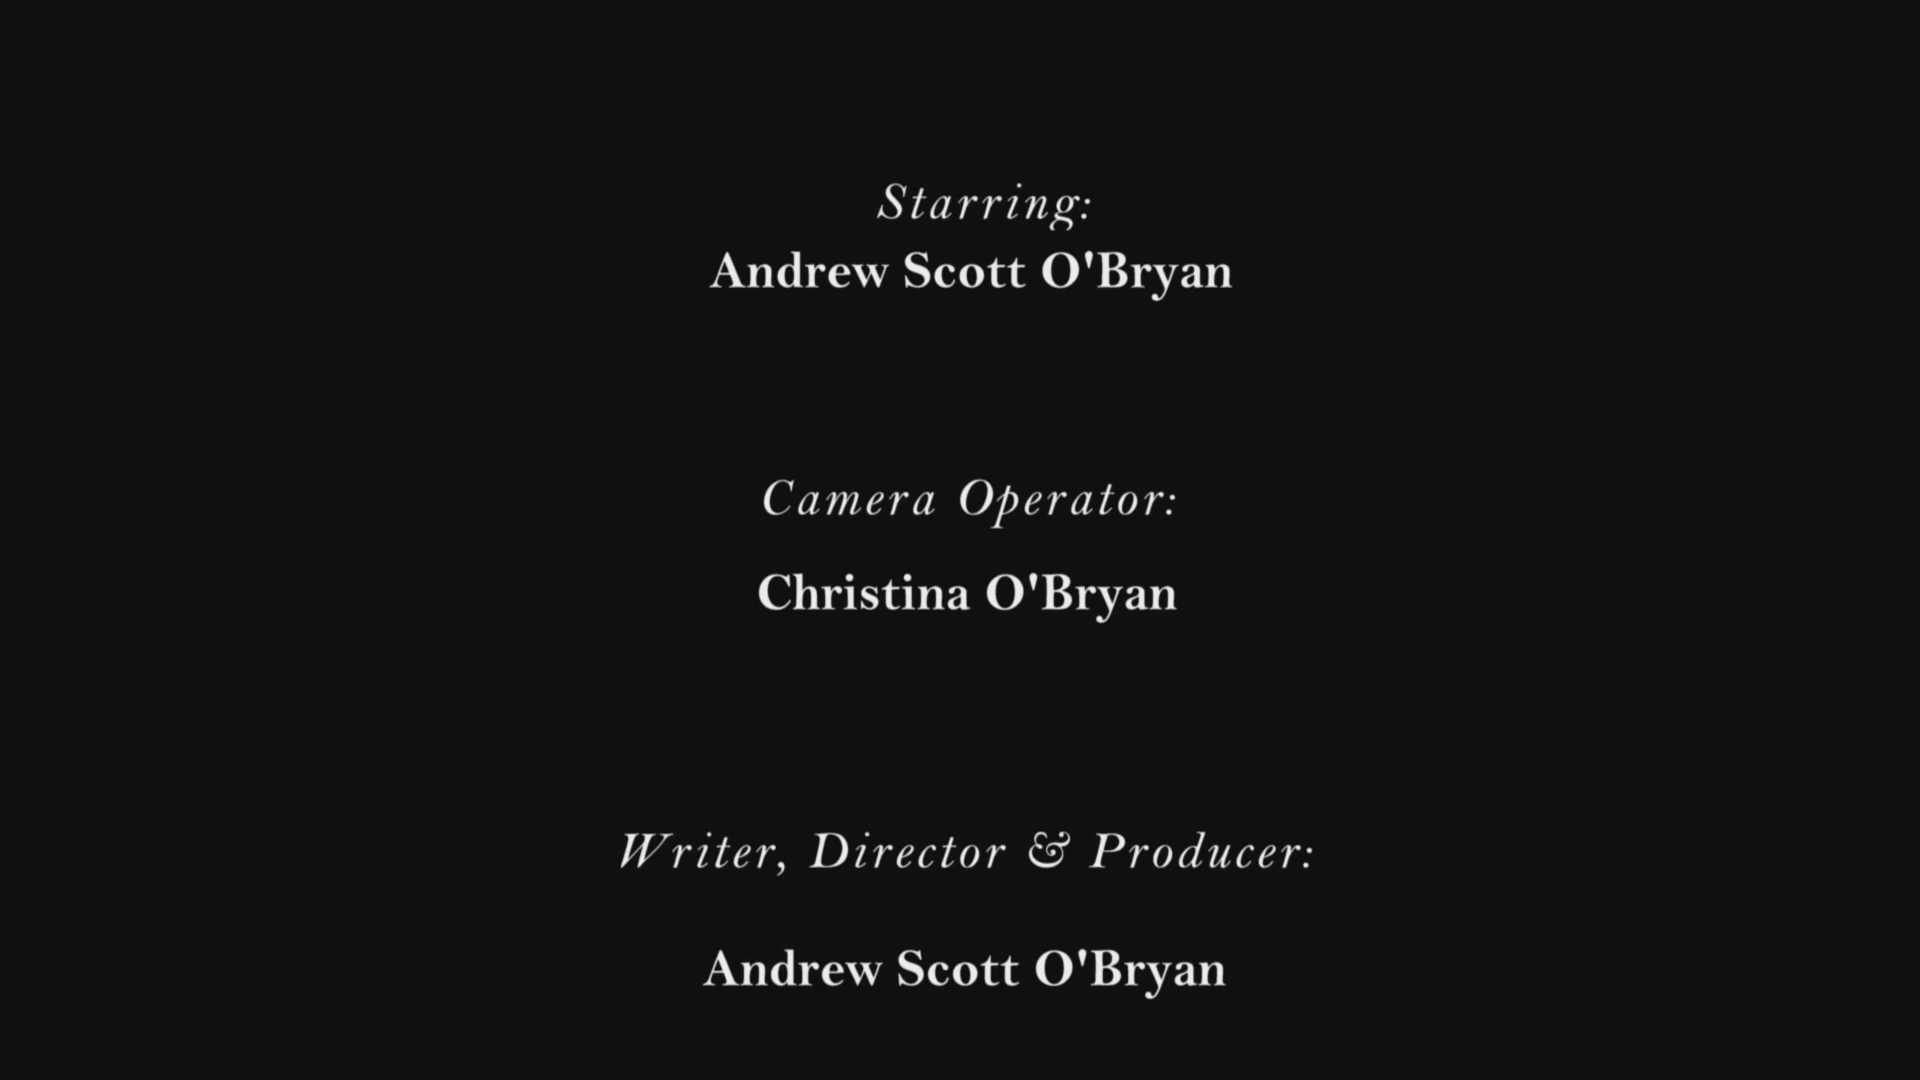 Starring:
Andrew Scott O'Bryan
Camera Operator:
Christina O'Bryan
Writer, Director & Producer:
Andrew Scott O'Bryan